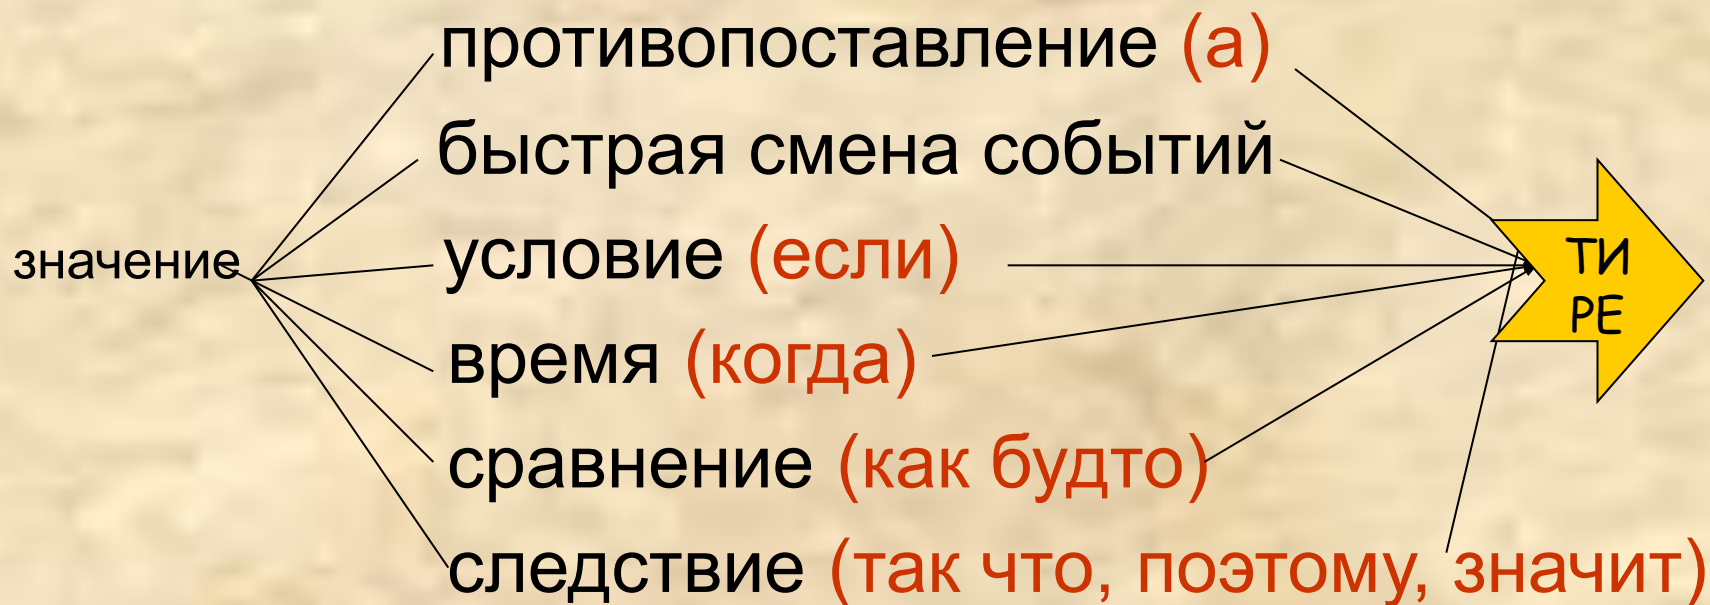 противопоставление (а)
быстрая смена событий
значение
условие (если)
время (когда)
сравнение (как будто)
следствие (так что, поэтому, значит)
ТИ
РЕ